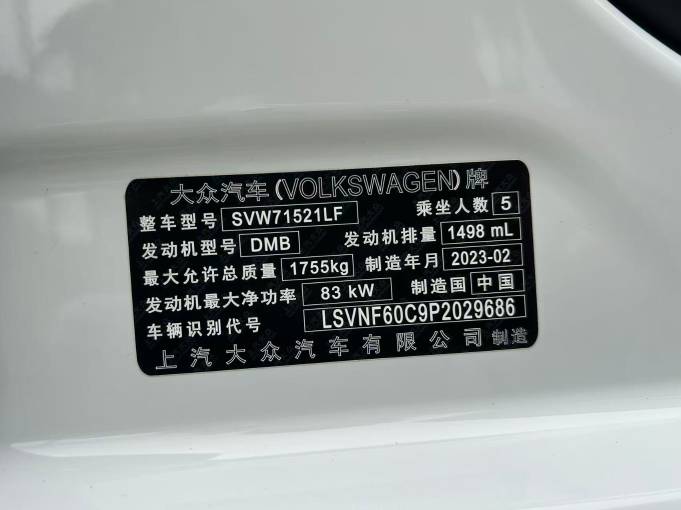 大众汽车(VOLKSWAGEN)牌
整车型号 SVW71521LF 乘坐人数 5
发动机型号 DMB 发动机排量 1498 mL
最大允许总质量 1755kg 制造年月 2023-02
发动机最大净功率 83 kW 制造国 中国
车辆识别代号 LSVNF60C9P2029686
上汽大众汽车有限公司 制造